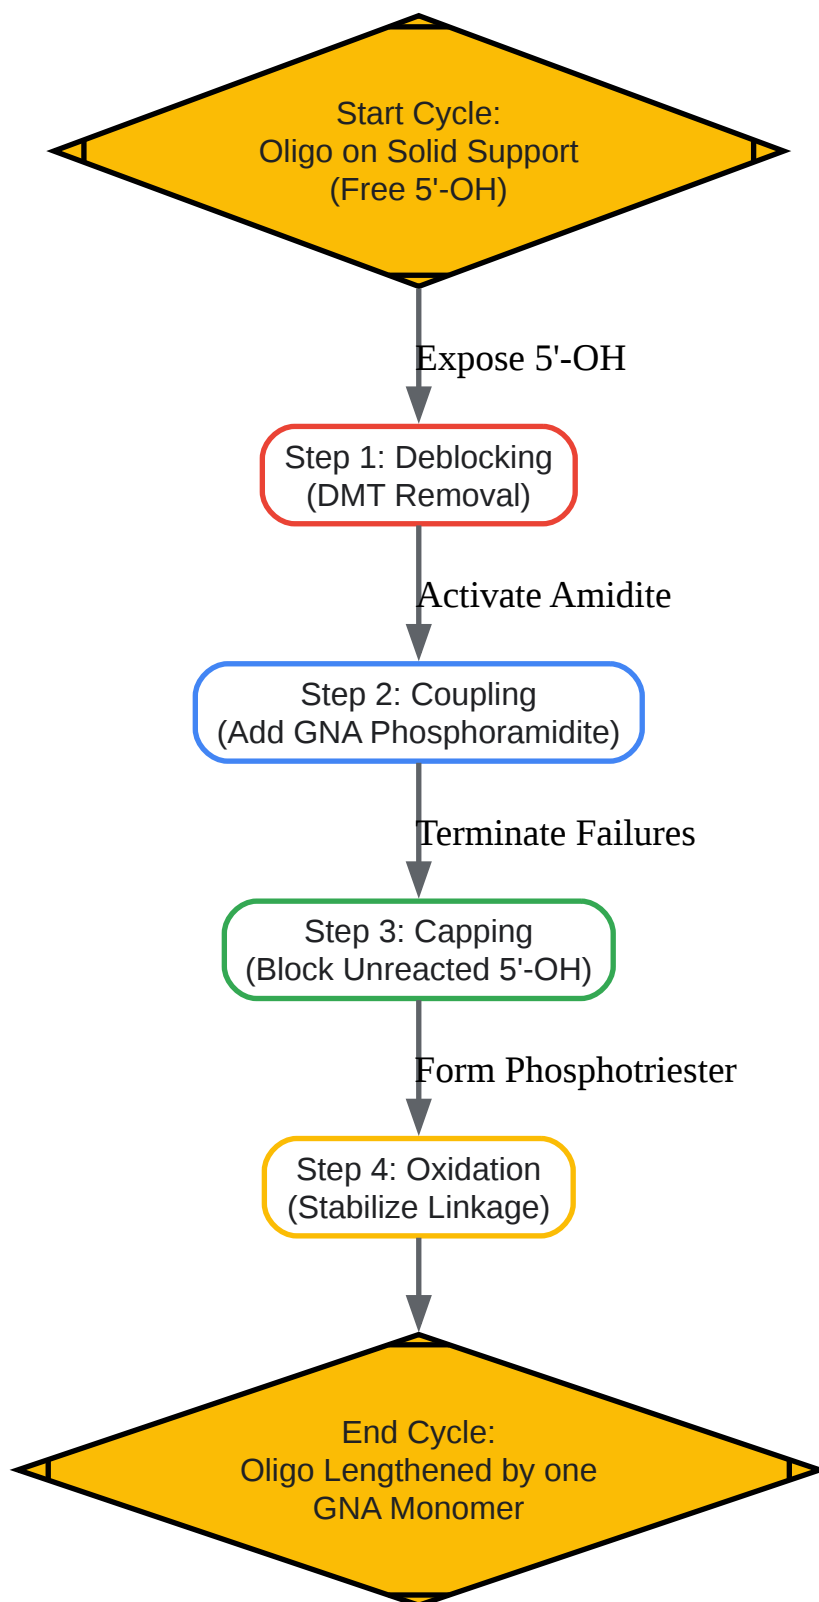 Start Cycle:
Oligo on Solid Support
(Free 5'-OH)
Expose 5'-OH
Step 1: Deblocking
(DMT Removal)
Activate Amidite
Step 2: Coupling
(Add GNA Phosphoramidite)
Terminate Failures
Step 3: Capping
(Block Unreacted 5'-OH)
Form Phosphotriester
Step 4: Oxidation
(Stabilize Linkage)
End Cycle:
Oligo Lengthened by one
GNA Monomer